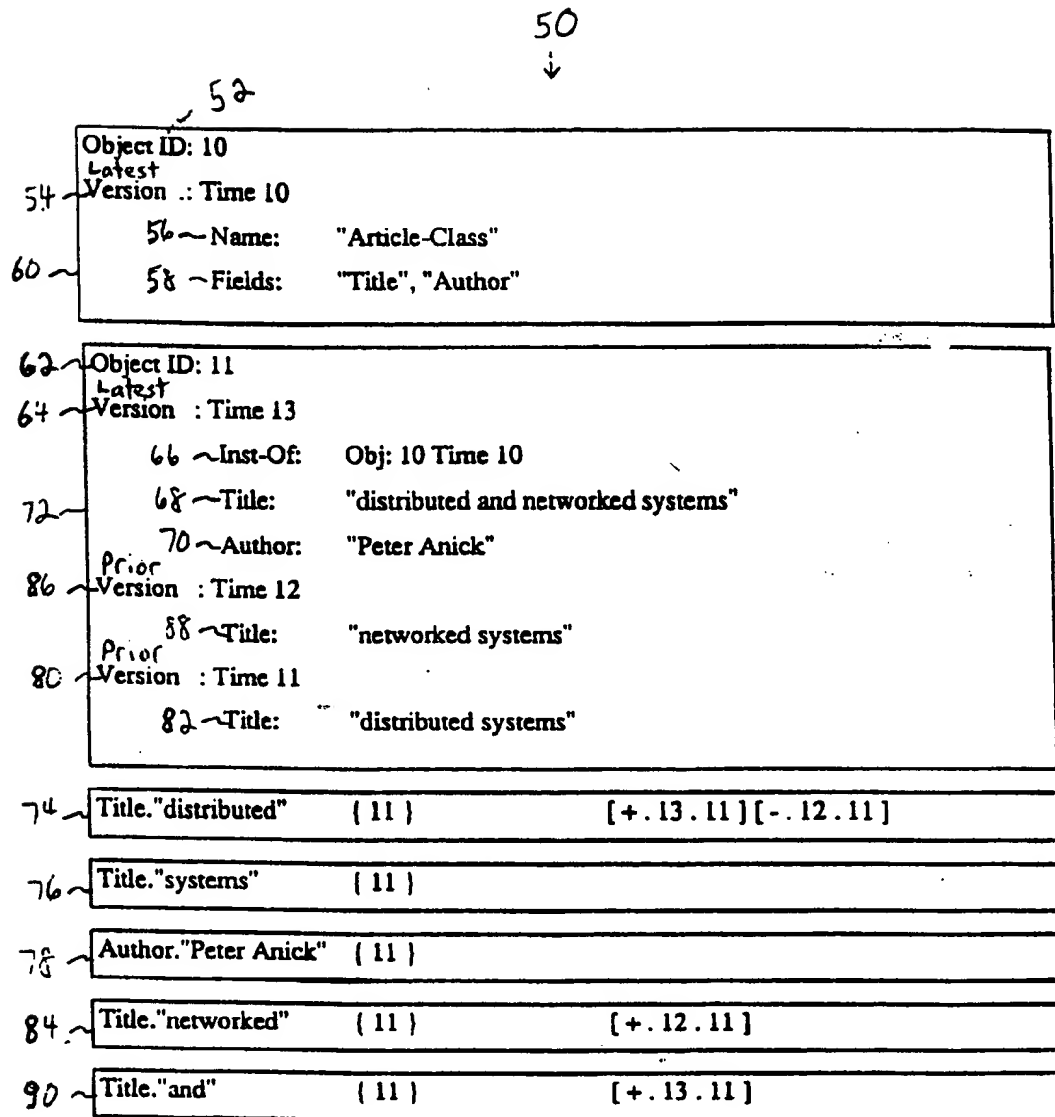 50
52
Object ID: 10
Latest
54 Version .: Time 10
56 Name: "Article-Class"
60
58 Fields: "Title", "Author"
62 Object ID: 11
Latest
64 Version : Time 13
66 Inst-Of: Obj: 10 Time 10
68 Title: "distributed and networked systems"
72
70 Author: "Peter Anick"
Prior
86 Version : Time 12
88 Title: "networked systems"
Prior
80 Version : Time 11
82 Title: "distributed systems"
74 Title."distributed" { 11 } [+.13.11][-.12.11]
76 Title."systems" { 11 }
78 Author."Peter Anick" { 11 }
84 Title."networked" { 11 } [+.12.11]
90 Title."and" { 11 } [+.13.11]